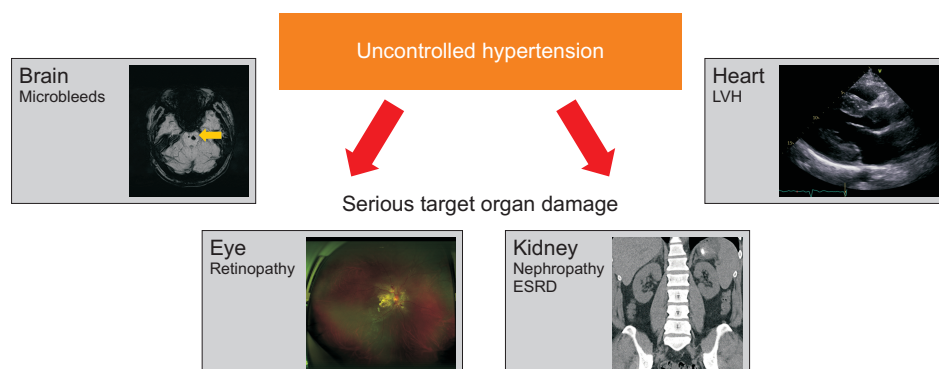 Uncontrolled hypertension
Brain
Microbleeds
Heart
LVH
Serious target organ damage
Eye
Retinopathy
Kidney
Nephropathy
ESRD